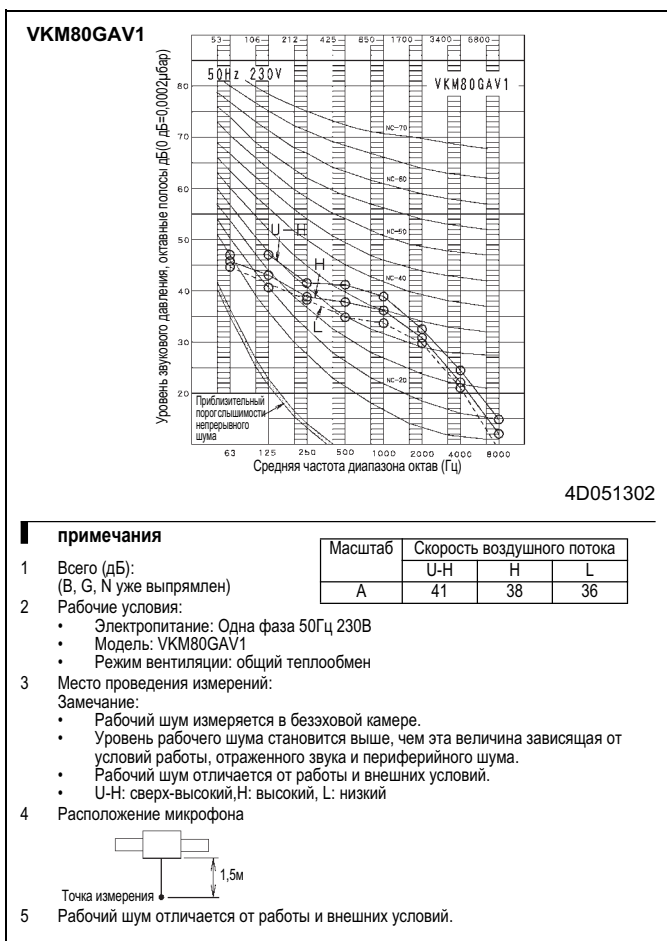 VKM80GAV1
53 106 212 425 850 1700 3400 6800
50Hz 230V
VKM80GAV1
80
70
60
50
40
30
20
NC-70
NC-60
NC-50
NC-40
NC-20
U-H
H
L
Уровень звукового давления, октавные полосы дБ(0 дБ=0,0002µбар)
Приблизительный
порог слышимости
непрерывного
шума
63 125 250 500 1000 2000 4000 8000
Средняя частота диапазона октав (Гц)
4D051302
примечания
1 Всего (дБ):
(B, G, N уже выпрямлен)
Масштаб Скорость воздушного потока
U-H H L
A 41 38 36
2 Рабочие условия:
• Электропитание: Одна фаза 50Гц 230В
• Модель: VKM80GAV1
• Режим вентиляции: общий теплообмен
3 Место проведения измерений:
Замечание:
• Рабочий шум измеряется в безэховой камере.
• Уровень рабочего шума становится выше, чем эта величина зависящая от
условий работы, отраженного звука и периферийного шума.
• Рабочий шум отличается от работы и внешних условий.
• U-H: сверх-высокий,H: высокий, L: низкий
4 Расположение микрофона
1,5м
Точка измерения
5 Рабочий шум отличается от работы и внешних условий.